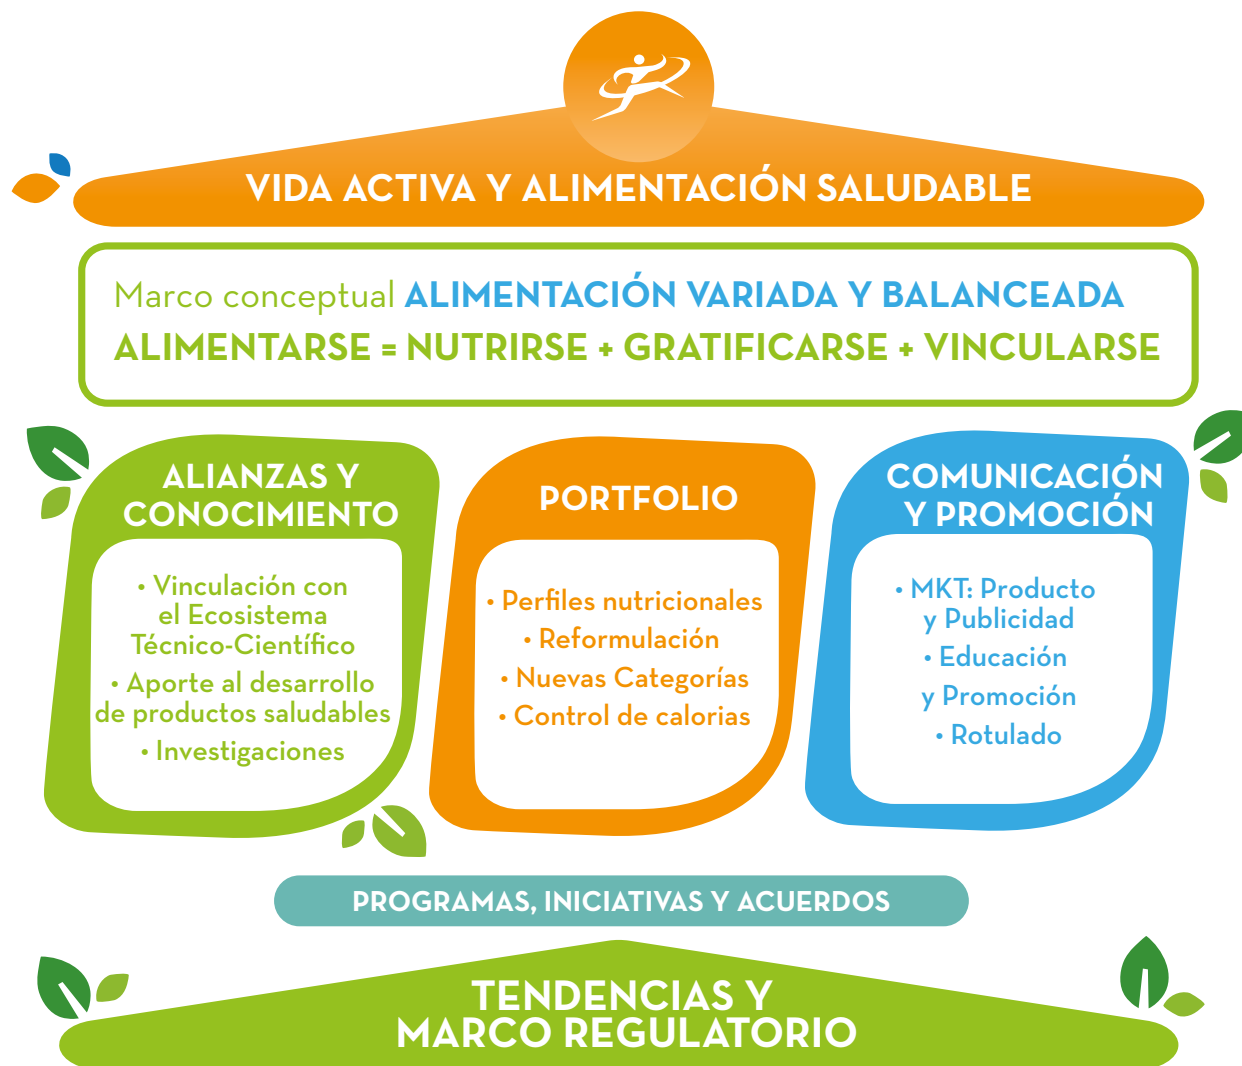 VIDA ACTIVA Y ALIMENTACIÓN SALUDABLE
Marco conceptual ALIMENTACIÓN VARIADA Y BALANCEADA
ALIMENTARSE = NUTRIRSE + GRATIFICARSE + VINCULARSE
ALIANZAS Y
CONOCIMIENTO
• Vinculación con
el Ecosistema
Técnico-Científico
• Aporte al desarrollo
de productos saludables
• Investigaciones
PORTFOLIO
• Perfiles nutricionales
• Reformulación
• Nuevas Categorías
• Control de calorias
COMUNICACIÓN
Y PROMOCIÓN
• MKT: Producto
y Publicidad
• Educación
y Promoción
• Rotulado
PROGRAMAS, INICIATIVAS Y ACUERDOS
TENDENCIAS Y
MARCO REGULATORIO